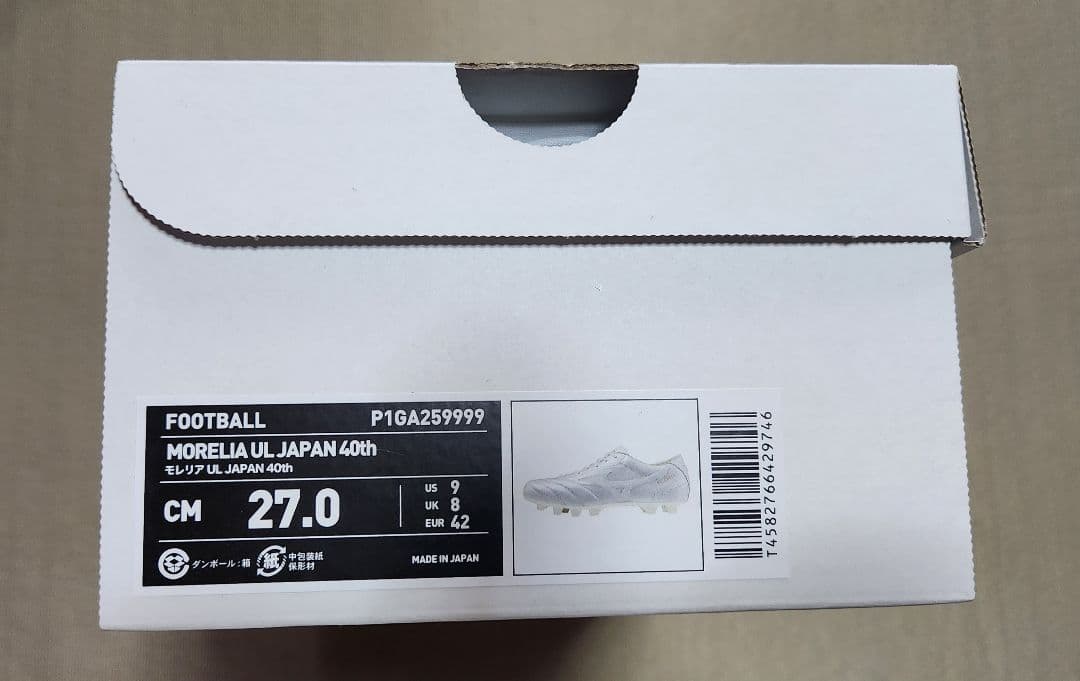 FOOTBALL P1GA259999
MORELIA UL JAPAN 40th
モレリア UL JAPAN 40th
CM 27.0
US 9
UK 8
EUR 42
ダンボール:箱
紙 中包装紙
保形材
MADE IN JAPAN
T4582766429746